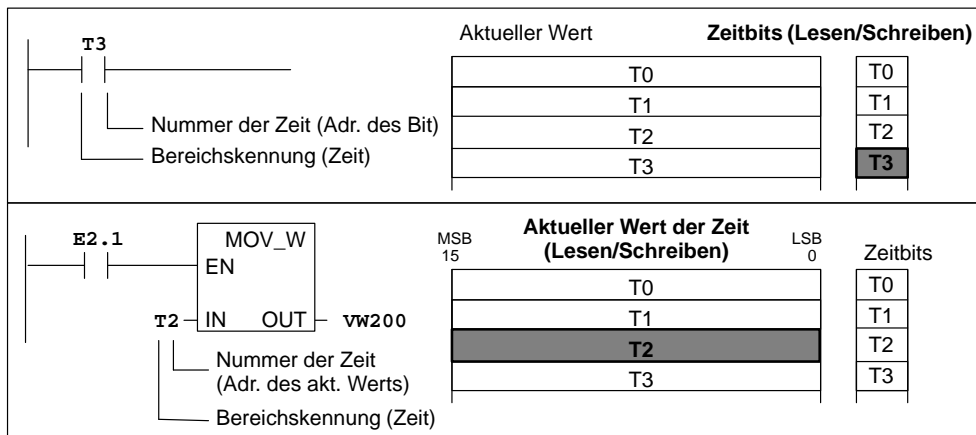 T3
Aktueller Wert
Zeitbits (Lesen/Schreiben)
T0
T0
T1
T1
Nummer der Zeit (Adr. des Bit)
T2
T2
Bereichskennung (Zeit)
T3
T3
E2.1
MOV_W
EN
T2
IN
OUT
VW200
Nummer der Zeit
(Adr. des akt. Werts)
Bereichskennung (Zeit)
MSB
15
Aktueller Wert der Zeit
(Lesen/Schreiben)
LSB
0
Zeitbits
T0
T0
T1
T1
T2
T2
T3
T3